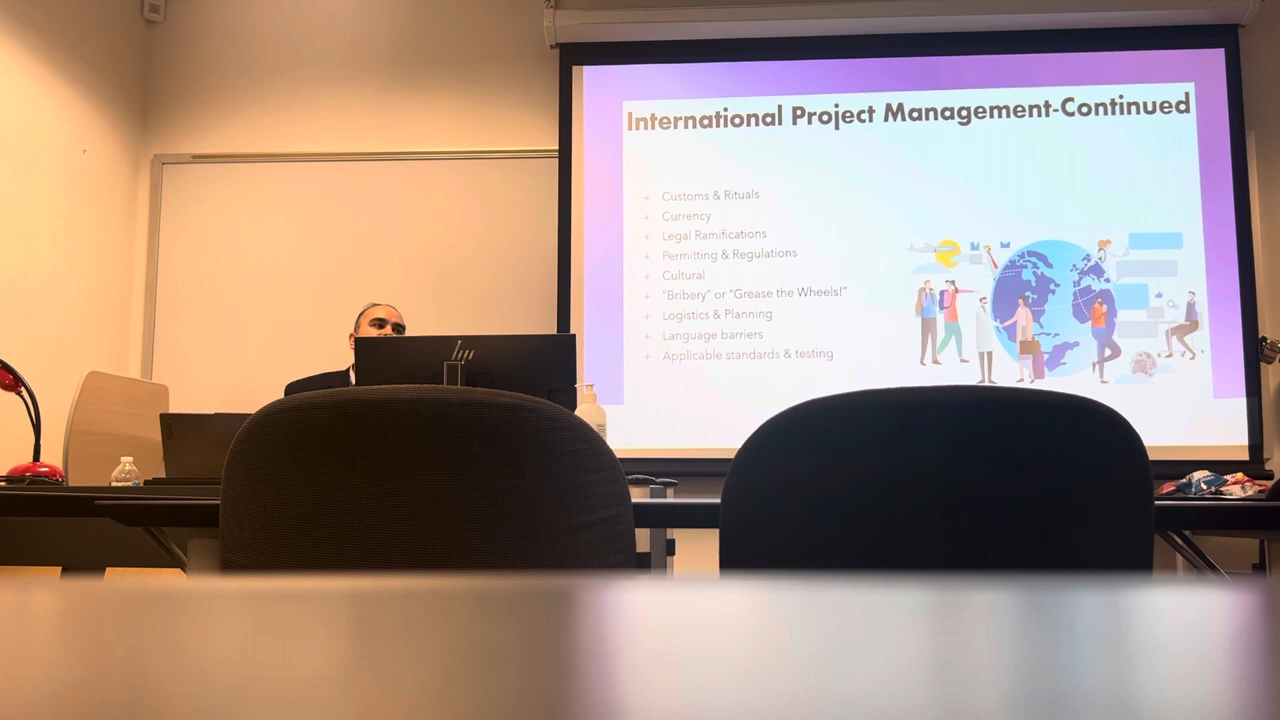 International Project Management-Continued
+ Customs & Rituals
+ Currency
+ Legal Ramifications
+ Permitting & Regulations
+ Cultural
+ "Bribery" or "Grease the Wheels!"
+ Logistics & Planning
+ Language barriers
+ Applicable standards & testing
hp